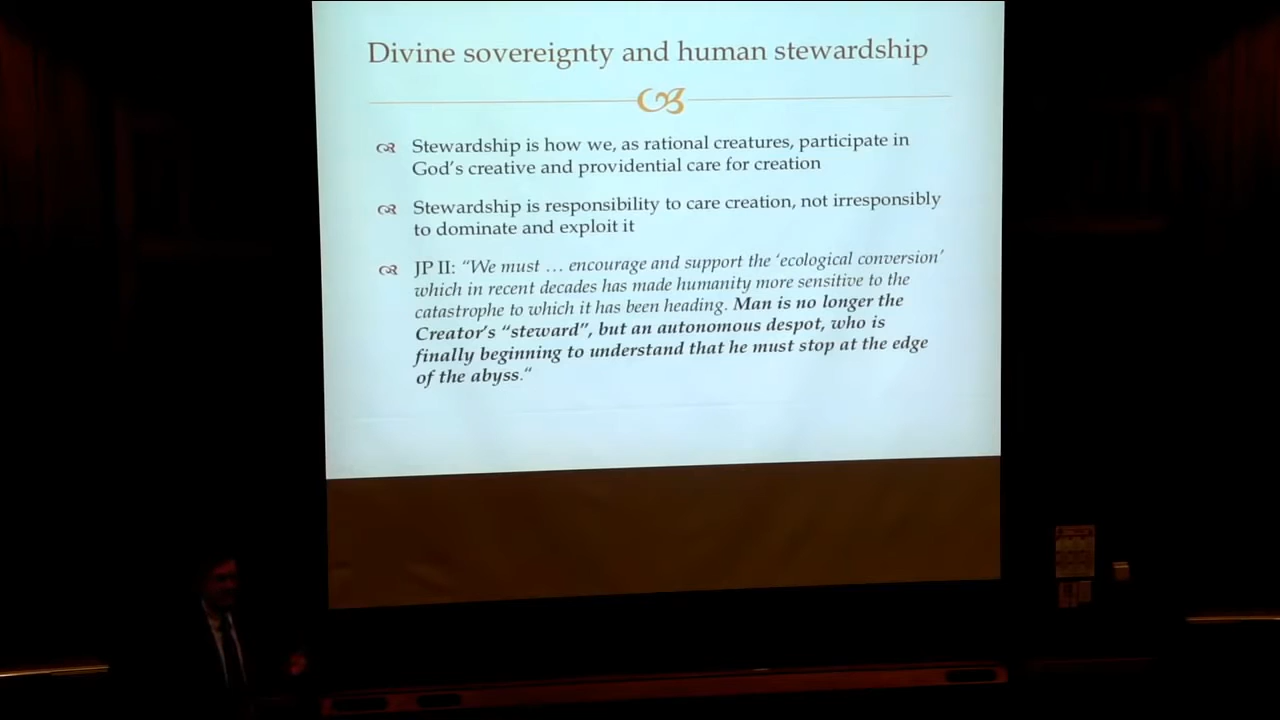 Divine sovereignty and human stewardship
Stewardship is how we, as rational creatures, participate in
God's creative and providential care for creation
Stewardship is responsibility to care creation, not irresponsibly
to dominate and exploit it
JP II: “We must … encourage and support the ‘ecological conversion’
which in recent decades has made humanity more sensitive to the
catastrophe to which it has been heading. Man is no longer the
Creator's “steward”, but an autonomous despot, who is
finally beginning to understand that he must stop at the edge
of the abyss.“